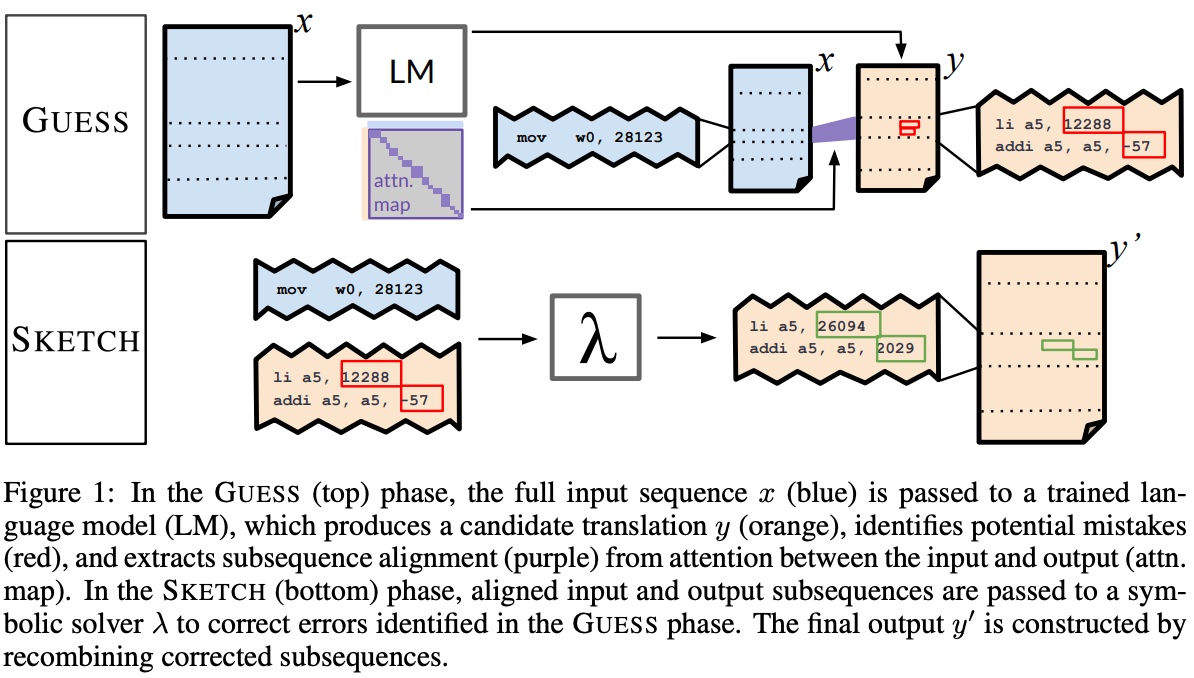 x
GUESS
LM
attn.
map
mov w0, 28123
x
y
li a5, 12288
addi a5, a5, -57
SKETCH
mov w0, 28123
li a5, 12288
addi a5, a5, -57
λ
li a5, 26094
addi a5, a5, 2029
y’
Figure 1: In the GUESS (top) phase, the full input sequence x (blue) is passed to a trained lan-
guage model (LM), which produces a candidate translation y (orange), identifies potential mistakes
(red), and extracts subsequence alignment (purple) from attention between the input and output (attn.
map). In the SKETCH (bottom) phase, aligned input and output subsequences are passed to a sym-
bolic solver λ to correct errors identified in the GUESS phase. The final output y′ is constructed by
recombining corrected subsequences.